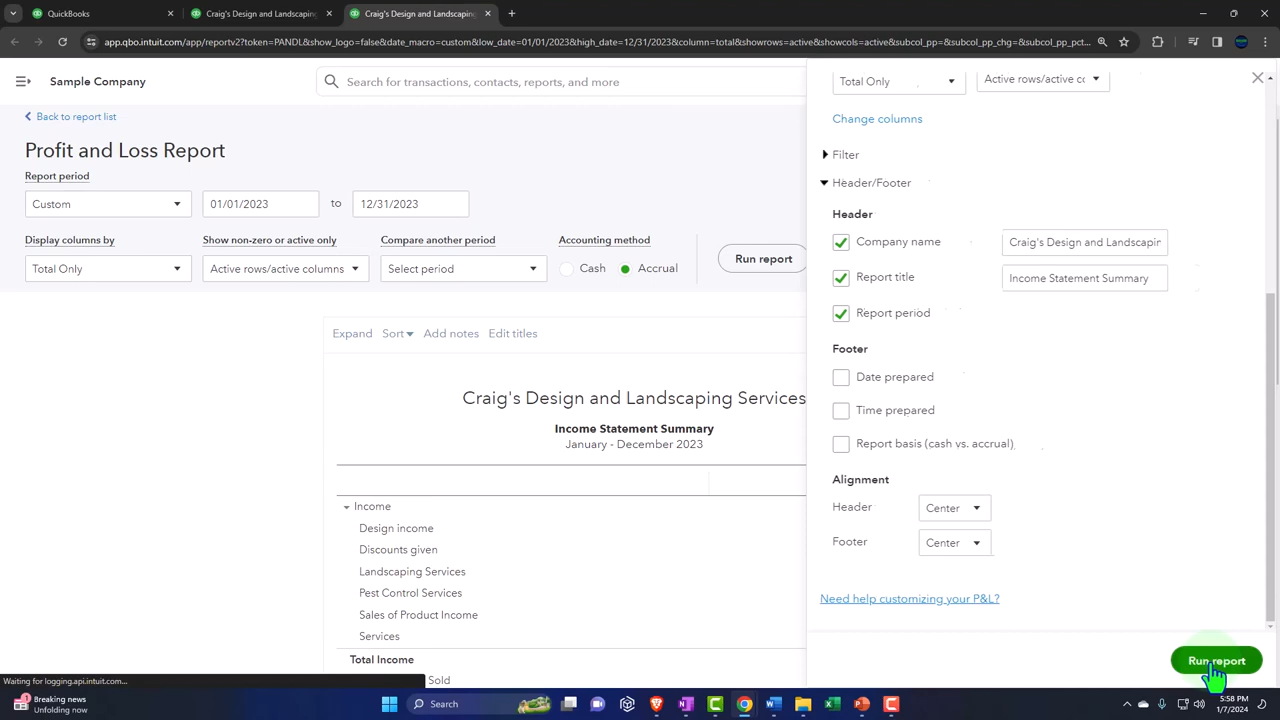 QuickBooks
Craig's Design and Landscaping
Craig's Design and Landscaping
app.qbo.intuit.com/app/reportv2?token=PANDL&show_logo=false&date_macro=custom&low_date=01/01/2023&high_date=12/31/2023&column=total&showrows=active&showcols=active&subcol_pp=&subcol_pp_chg=&subcol_pp_pct...
Sample Company
Search for transactions, contacts, reports, and more
Back to report list
Profit and Loss Report
Report period
Custom
01/01/2023
to
12/31/2023
Display columns by
Show non-zero or active only
Compare another period
Accounting method
Total Only
Active rows/active columns
Select period
Cash
Accrual
Run report
Expand
Sort
Add notes
Edit titles
Craig's Design and Landscaping Services
Income Statement Summary
January - December 2023
Income
Design income
Discounts given
Landscaping Services
Pest Control Services
Sales of Product Income
Services
Total Income
Sold
Total Only
Active rows/active cc
Change columns
Filter
Header/Footer
Header
Company name
Craig's Design and Landscapin
Report title
Income Statement Summary
Report period
Footer
Date prepared
Time prepared
Report basis (cash vs. accrual)
Alignment
Header
Center
Footer
Center
Need help customizing your P&L?
Run report
Waiting for logging.api.intuit.com...
1
Breaking news
Unfolding now
Search
5:58 PM
1/7/2024